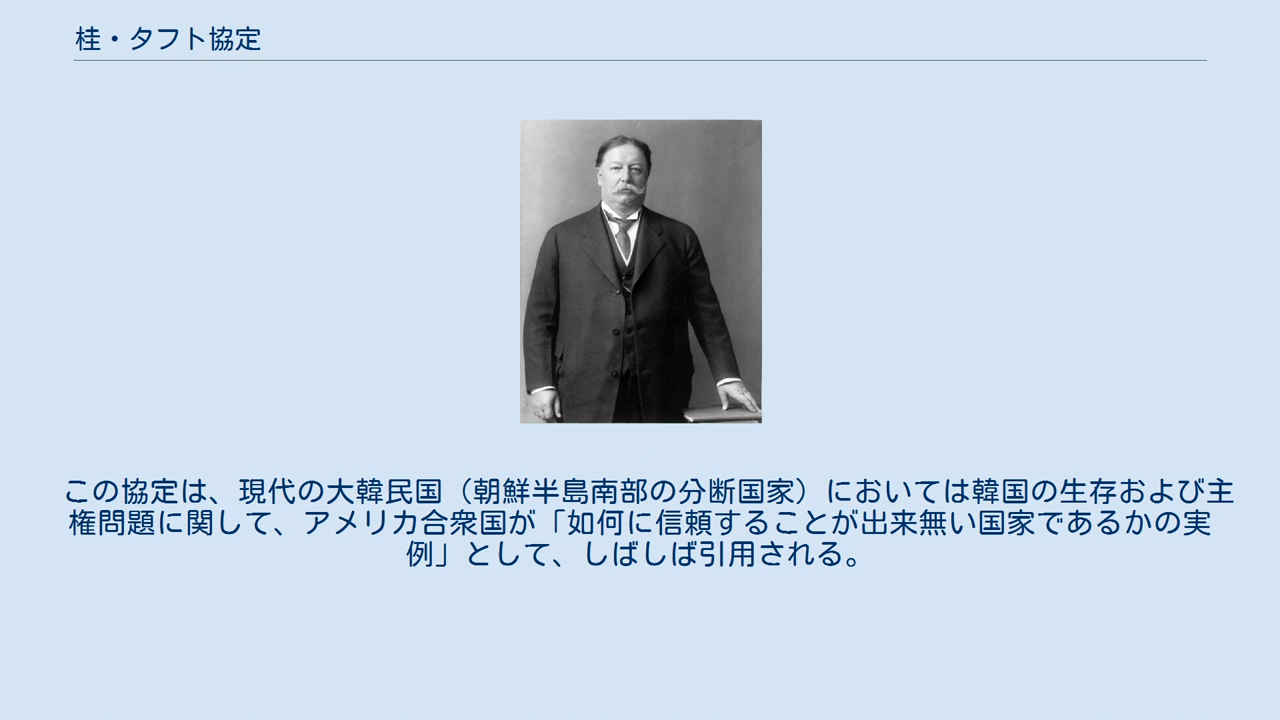 桂・タフト協定
この協定は、現代の大韓民国（朝鮮半島南部の分断国家）においては韓国の生存および主
権問題に関して、アメリカ合衆国が「如何に信頼することが出来無い国家であるかの実
例」として、しばしば引用される。